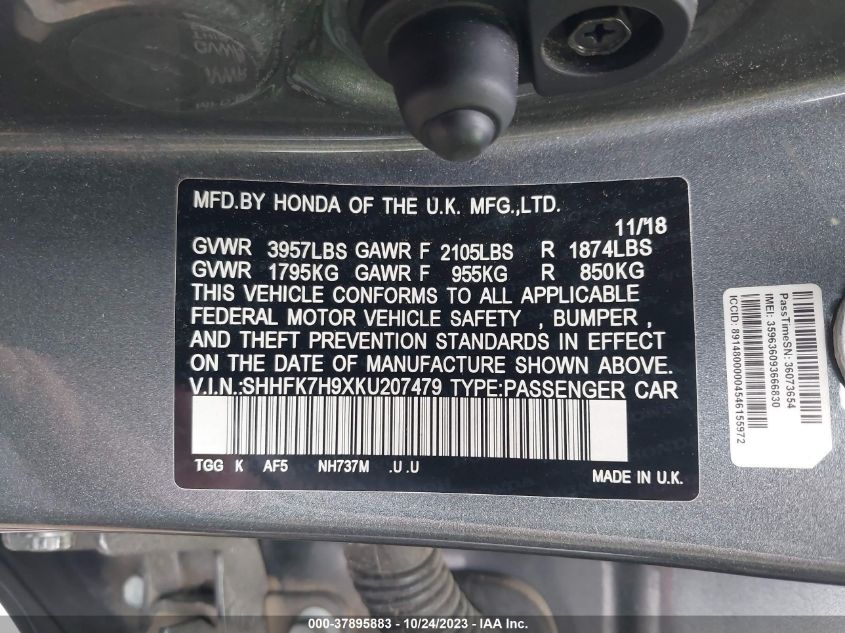 MFD.BY HONDA OF THE U.K. MFG.,LTD.
11/'18
GVWR 3957LBS GAWR F 2105LBS R 1874LBS
GVWR 1795KG GAWR F 955KG R 850KG
THIS VEHICLE CONFORMS TO ALL APPLICABLE
FEDERAL MOTOR VEHICLE SAFETY , BUMPER ,
AND THEFT PREVENTION STANDARDS IN EFFECT
ON THE DATE OF MANUFACTURE SHOWN ABOVE.
V.I.N.:SHHFK7H9XKU207479 TYPE:PASSENGER CAR
TGG K AF5 NH737M .U .U
MADE IN U.K.
PassTimeSN: 36073654
IMEI: 359636093666830
ICCID: 89148000004546155972
000-37895883 - 10/24/2023 - IAA Inc.